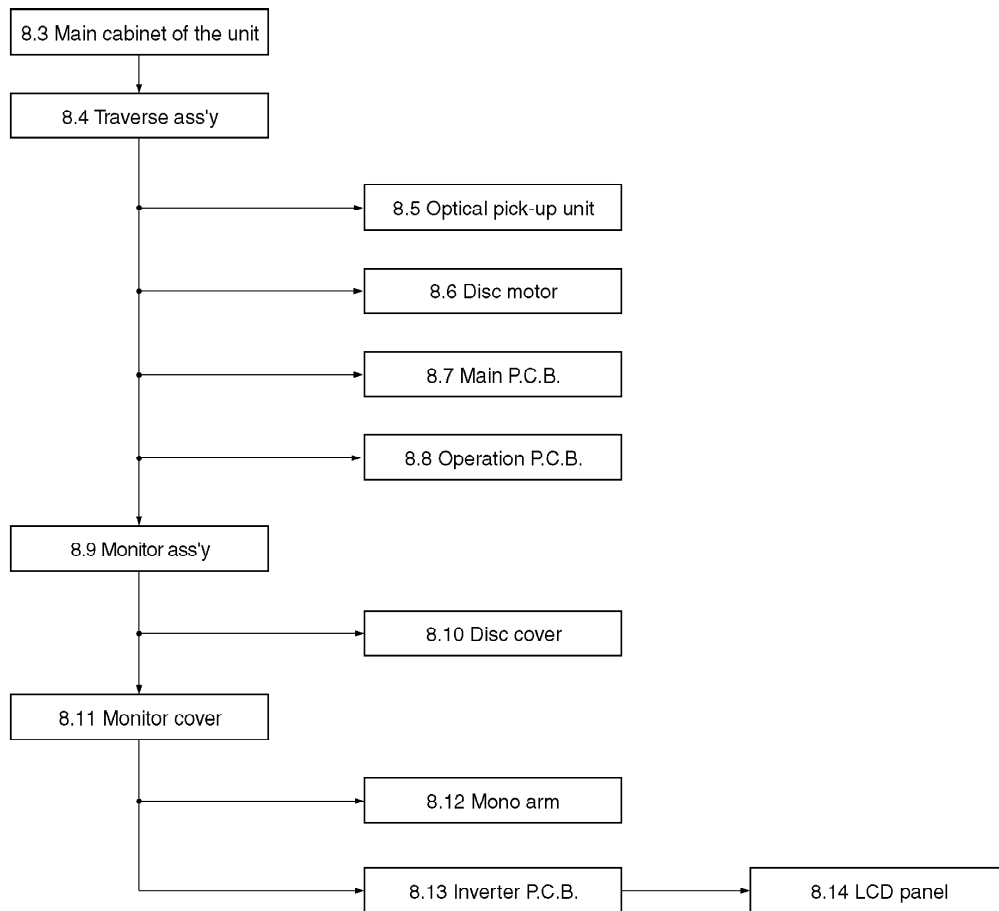 8.3 Main cabinet of the unit
8.4 Traverse ass'y
8.5 Optical pick-up unit
8.6 Disc motor
8.7 Main P.C.B.
8.8 Operation P.C.B.
8.9 Monitor ass'y
8.10 Disc cover
8.11 Monitor cover
8.12 Mono arm
8.13 Inverter P.C.B.
8.14 LCD panel